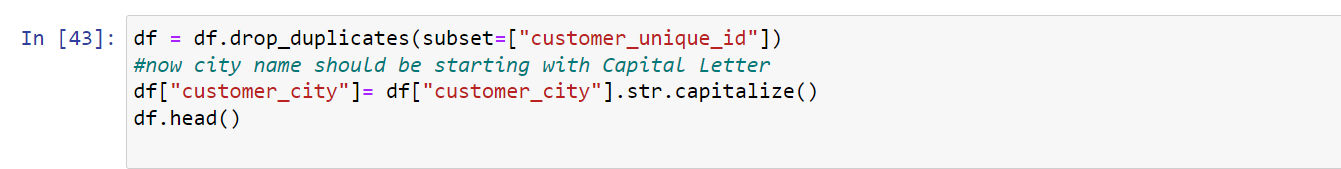 In [43]: df = df.drop_duplicates(subset=["customer_unique_id"])
#now city name should be starting with Capital Letter
df["customer_city"]= df["customer_city"].str.capitalize()
df.head()